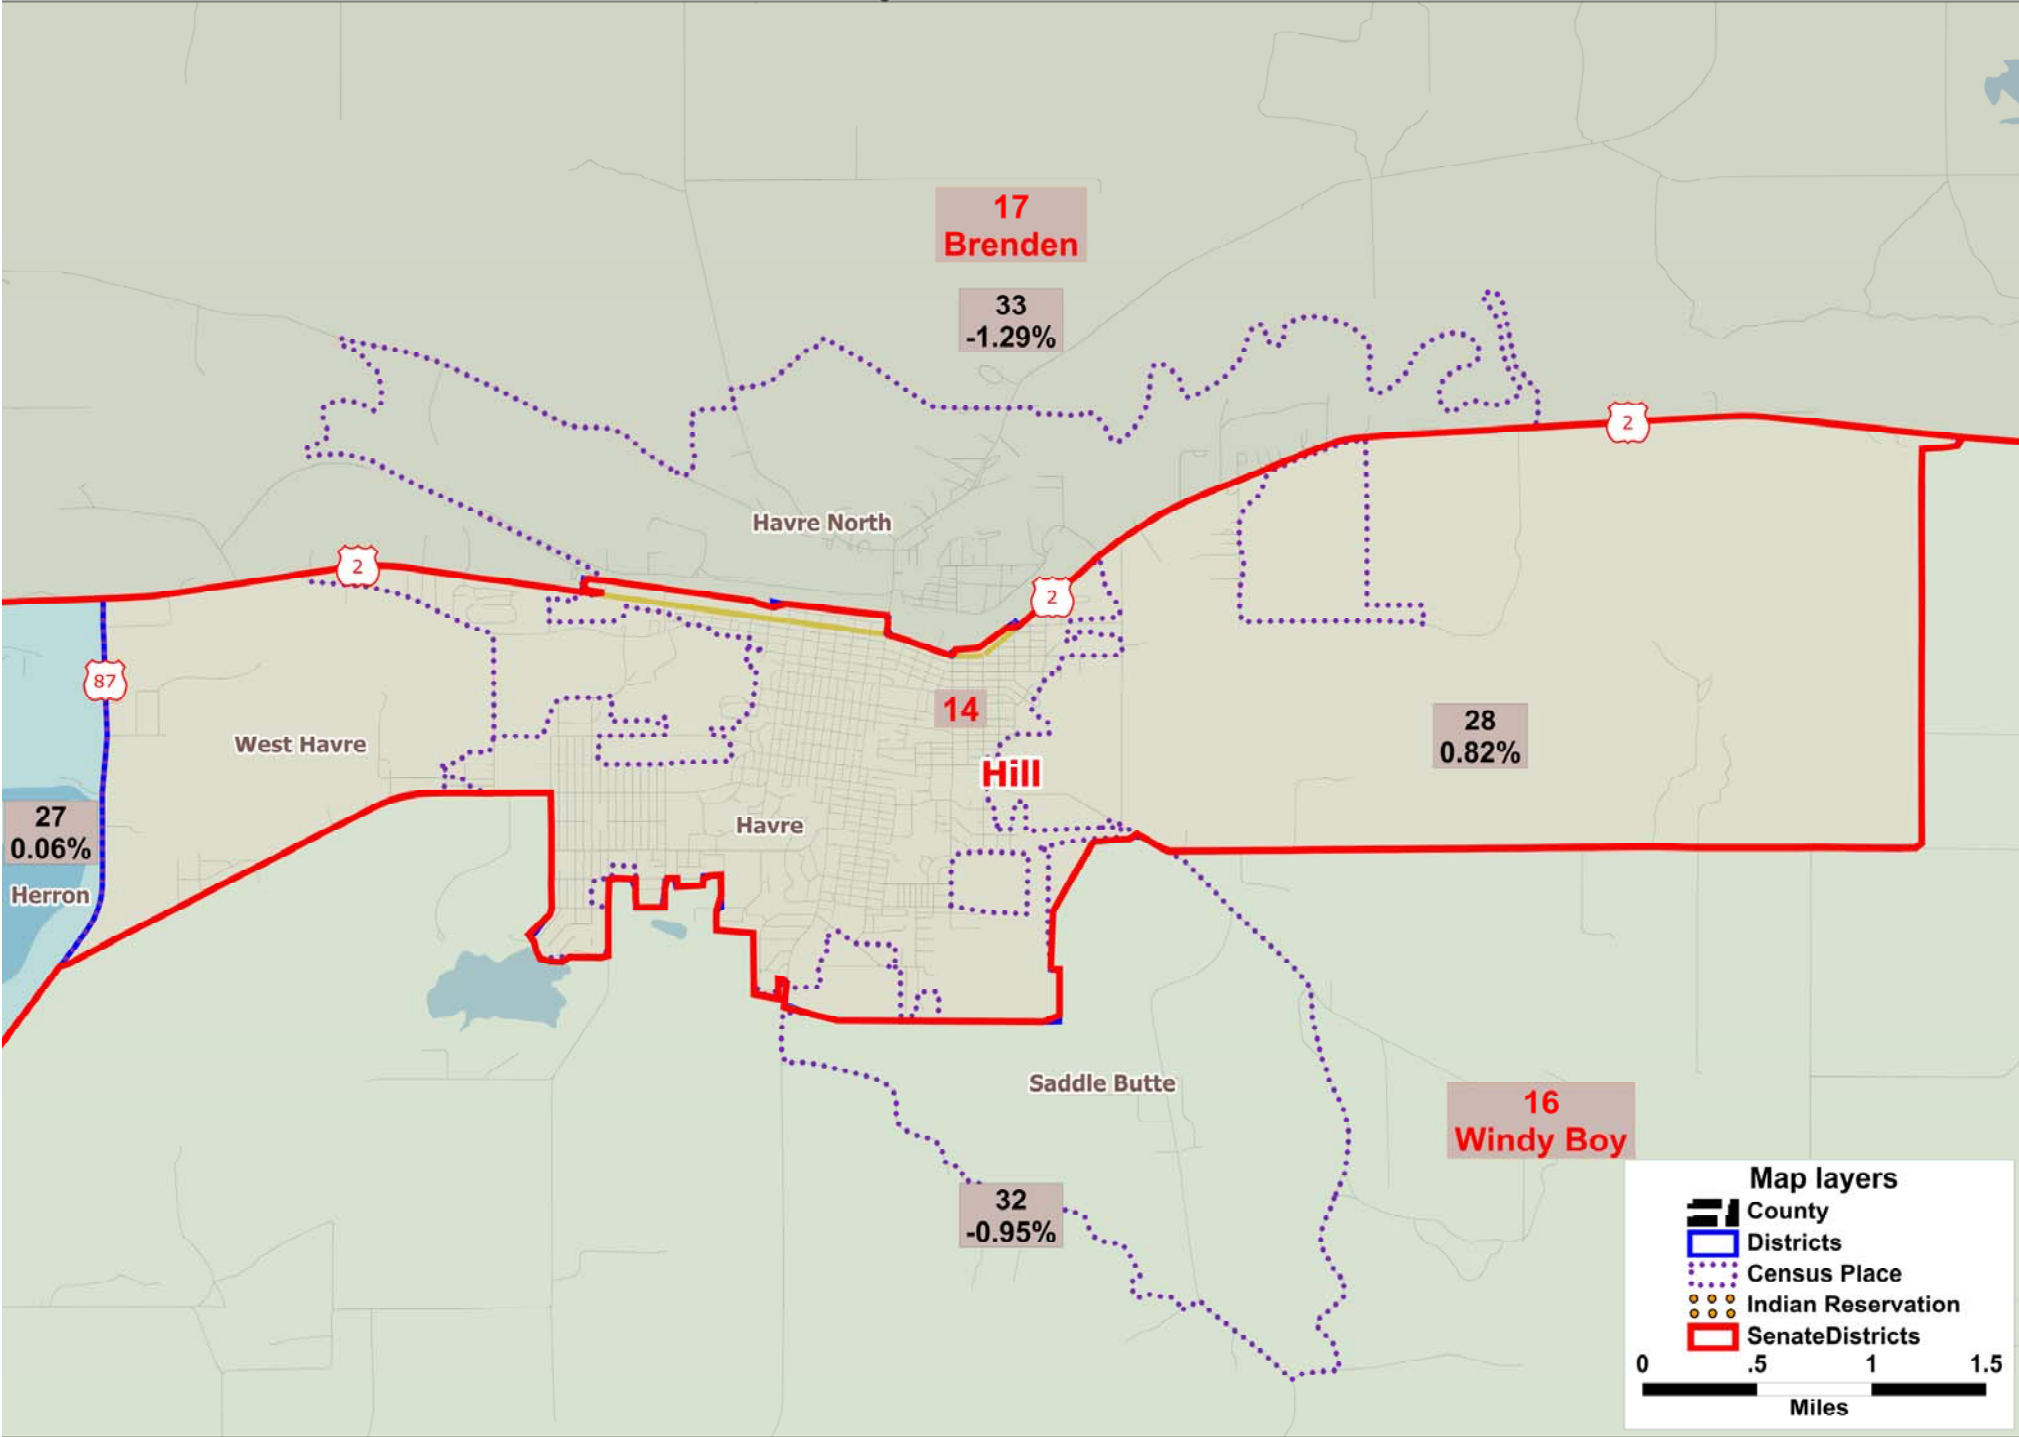 17
Brenden
33
-1.29%
2
Havre North
2
2
87
14
28
0.82%
West Havre
Hill
27
0.06%
Havre
Herron
Saddle Butte
16
Windy Boy
32
-0.95%
Map layers
County
Districts
Census Place
Indian Reservation
SenateDistricts
0 .5 1 1.5
Miles